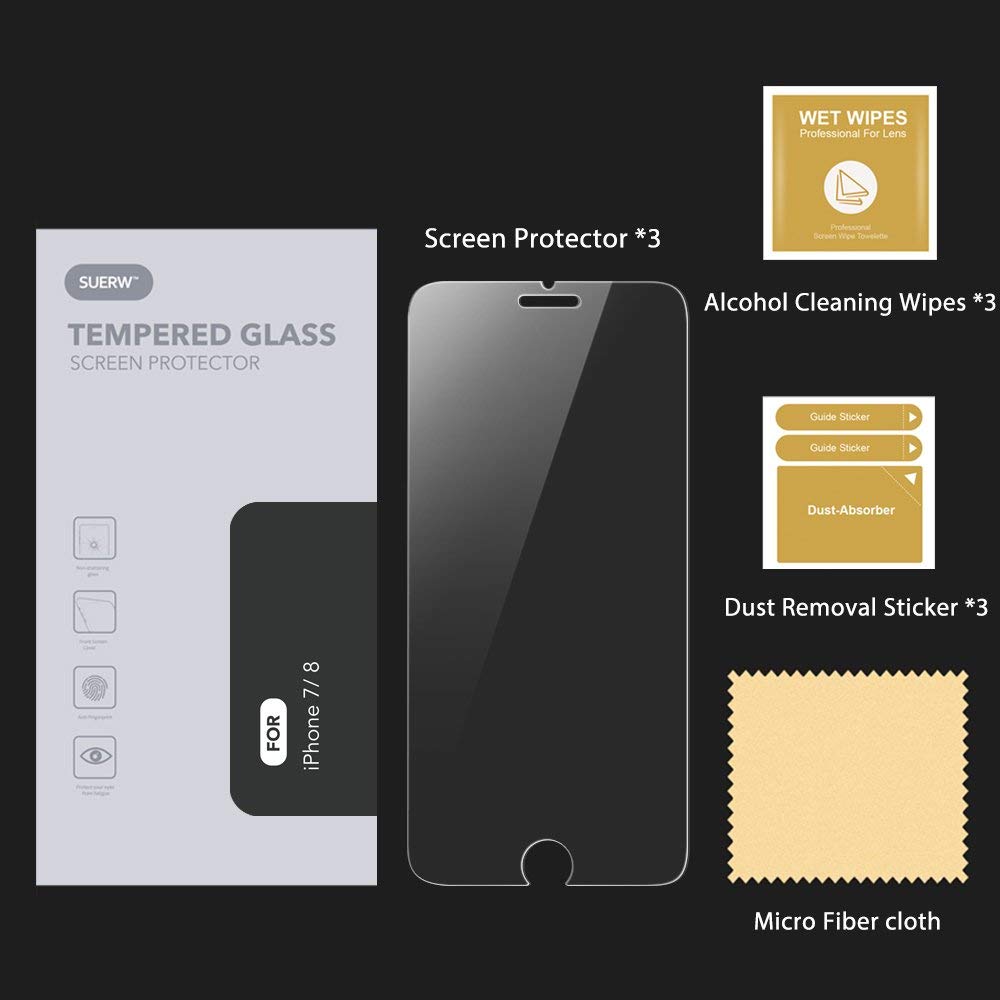 SUERW™
TEMPERED GLASS
SCREEN PROTECTOR
Non-shattering
glass
Front Screen
Cover
Anti-Fingerprint
Protect your eyes
from fatigue
FOR
iPhone 7/ 8
Screen Protector *3
WET WIPES
Professional For Lens
Professional
Screen Wipe Towelette
Alcohol Cleaning Wipes *3
Guide Sticker
Guide Sticker
Dust-Absorber
Dust Removal Sticker *3
Micro Fiber cloth